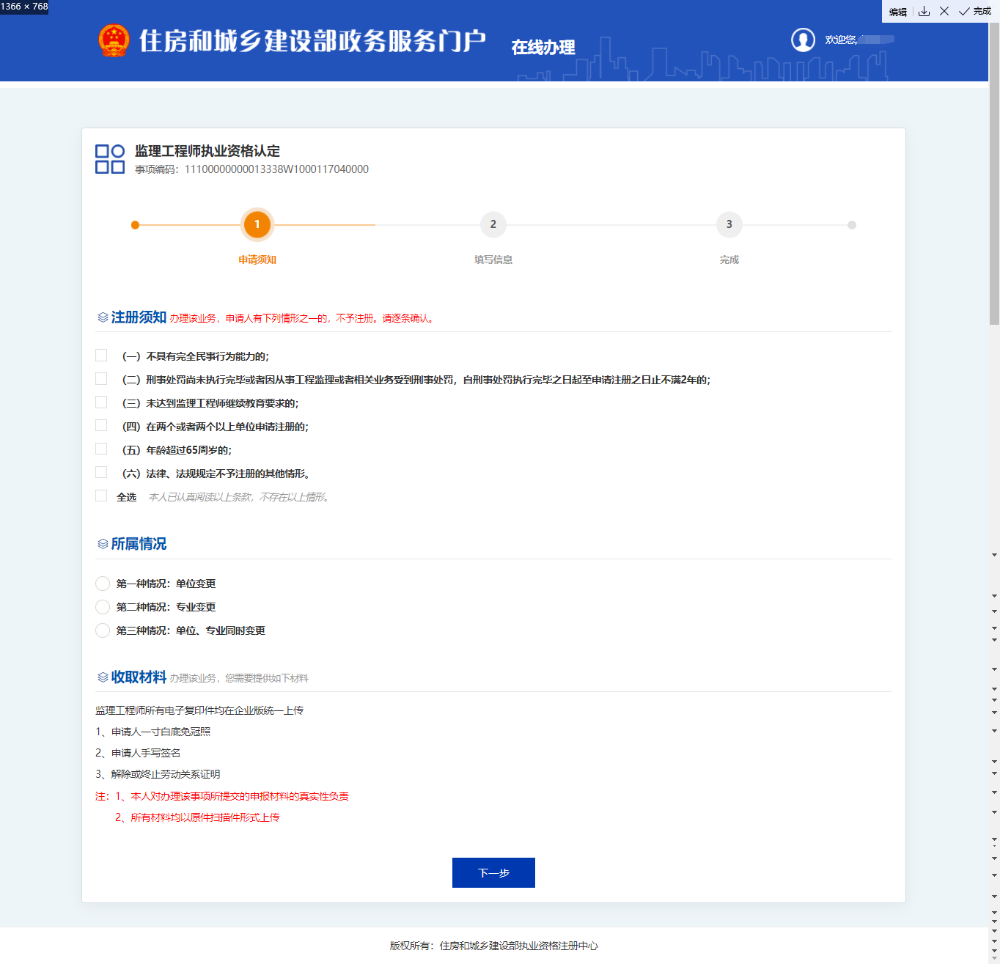 1366 × 768
编辑 完成
住房和城乡建设部政务服务门户 在线办理
欢迎您,
监理工程师执业资格认定
事项编码：11100000000013338W1000117040000
1 2 3
申请须知 填写信息 完成
注册须知 办理该业务，申请人有下列情形之一的，不予注册。请逐条确认。
（一）不具有完全民事行为能力的；
（二）刑事处罚尚未执行完毕或者因从事工程监理或者相关业务受到刑事处罚，自刑事处罚执行完毕之日起至申请注册之日止不满2年的；
（三）未达到监理工程师继续教育要求的；
（四）在两个或者两个以上单位申请注册的；
（五）年龄超过65周岁的；
（六）法律、法规规定不予注册的其他情形。
全选 本人已认真阅读以上条款，不存在以上情形。
所属情况
第一种情况：单位变更
第二种情况：专业变更
第三种情况：单位、专业同时变更
收取材料 办理该业务，您需要提供如下材料
监理工程师所有电子复印件均在企业版统一上传
1、申请人一寸白底免冠照
2、申请人手写签名
3、解除或终止劳动关系证明
注：1、本人对办理该事项所提交的申报材料的真实性负责
2、所有材料均以原件扫描件形式上传
下一步
版权所有：住房和城乡建设部执业资格注册中心